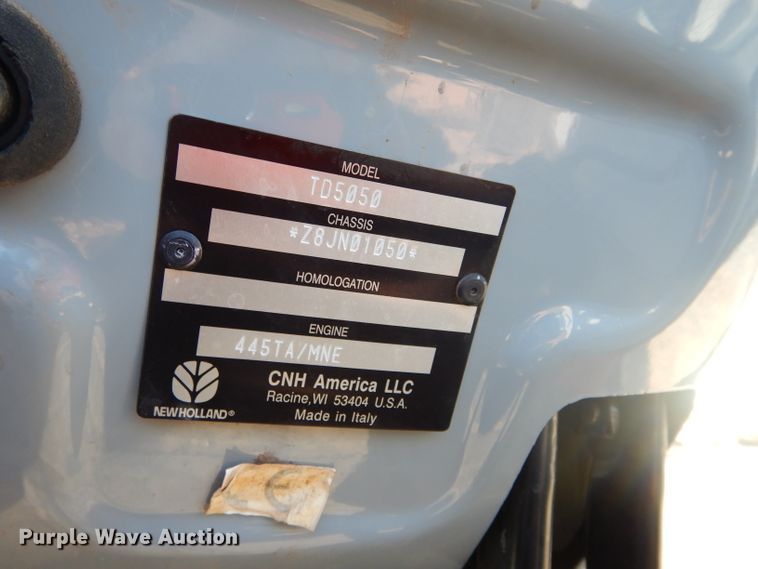 MODEL
TD5050
CHASSIS
*Z8JN01050*
HOMOLOGATION
ENGINE
445TA/MNE
CNH America LLC
Racine,WI 53404 U.S.A.
Made in Italy
NEW HOLLAND®
Purple Wave Auction